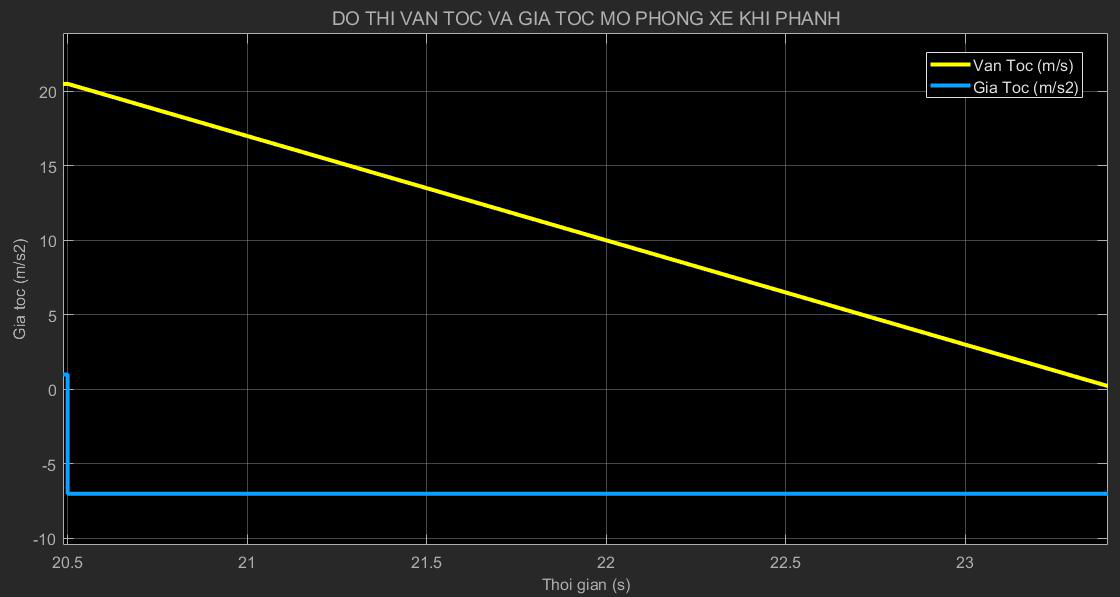 DO THI VAN TOC VA GIA TOC MO PHONG XE KHI PHANH
Van Toc (m/s)
Gia Toc (m/s2)
Gia toc (m/s2)
20
15
10
5
0
-5
-10
20.5
21
21.5
22
22.5
23
Thoi gian (s)